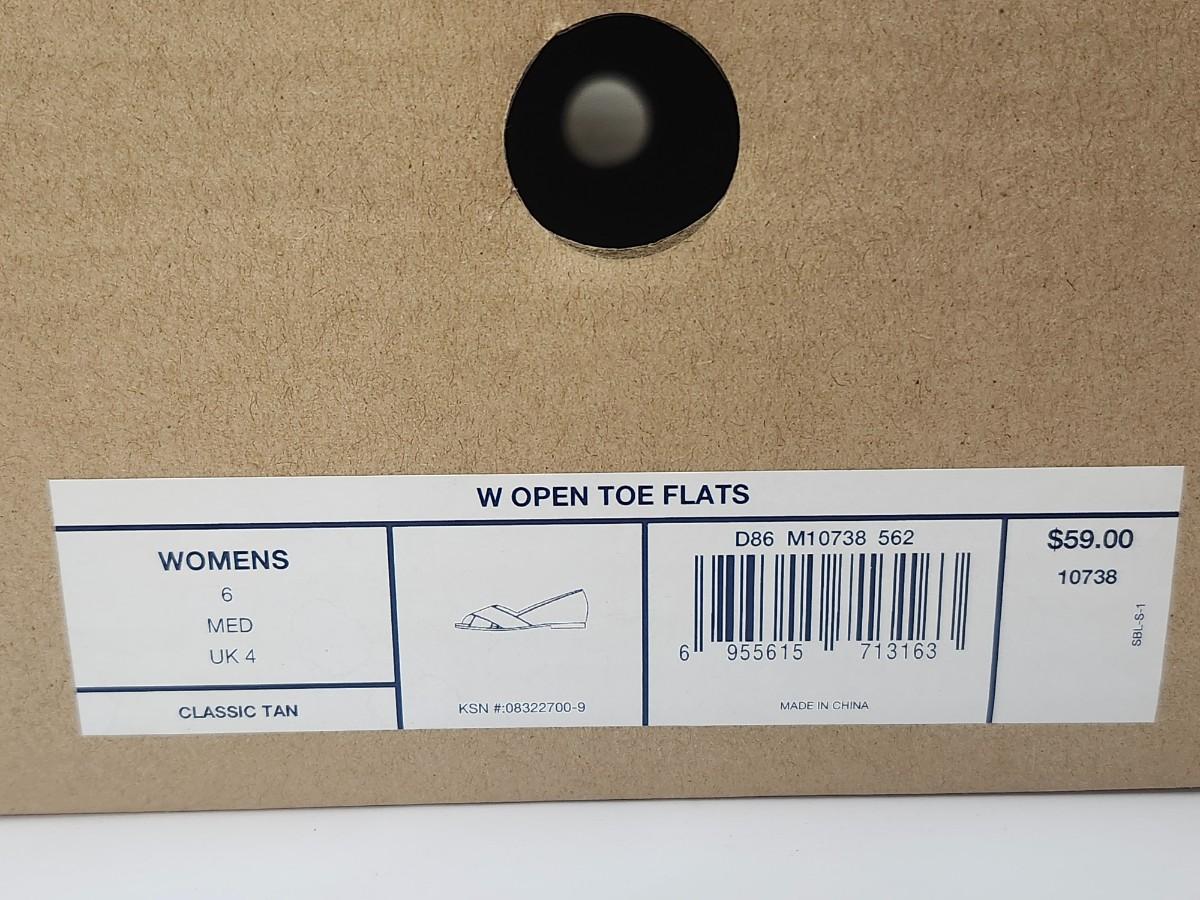 W OPEN TOE FLATS
WOMENS
6
MED
UK 4
CLASSIC TAN
KSN #:08322700-9
D86 M10738 562
6 955615 713163
MADE IN CHINA
$59.00
10738
SBL-S-1